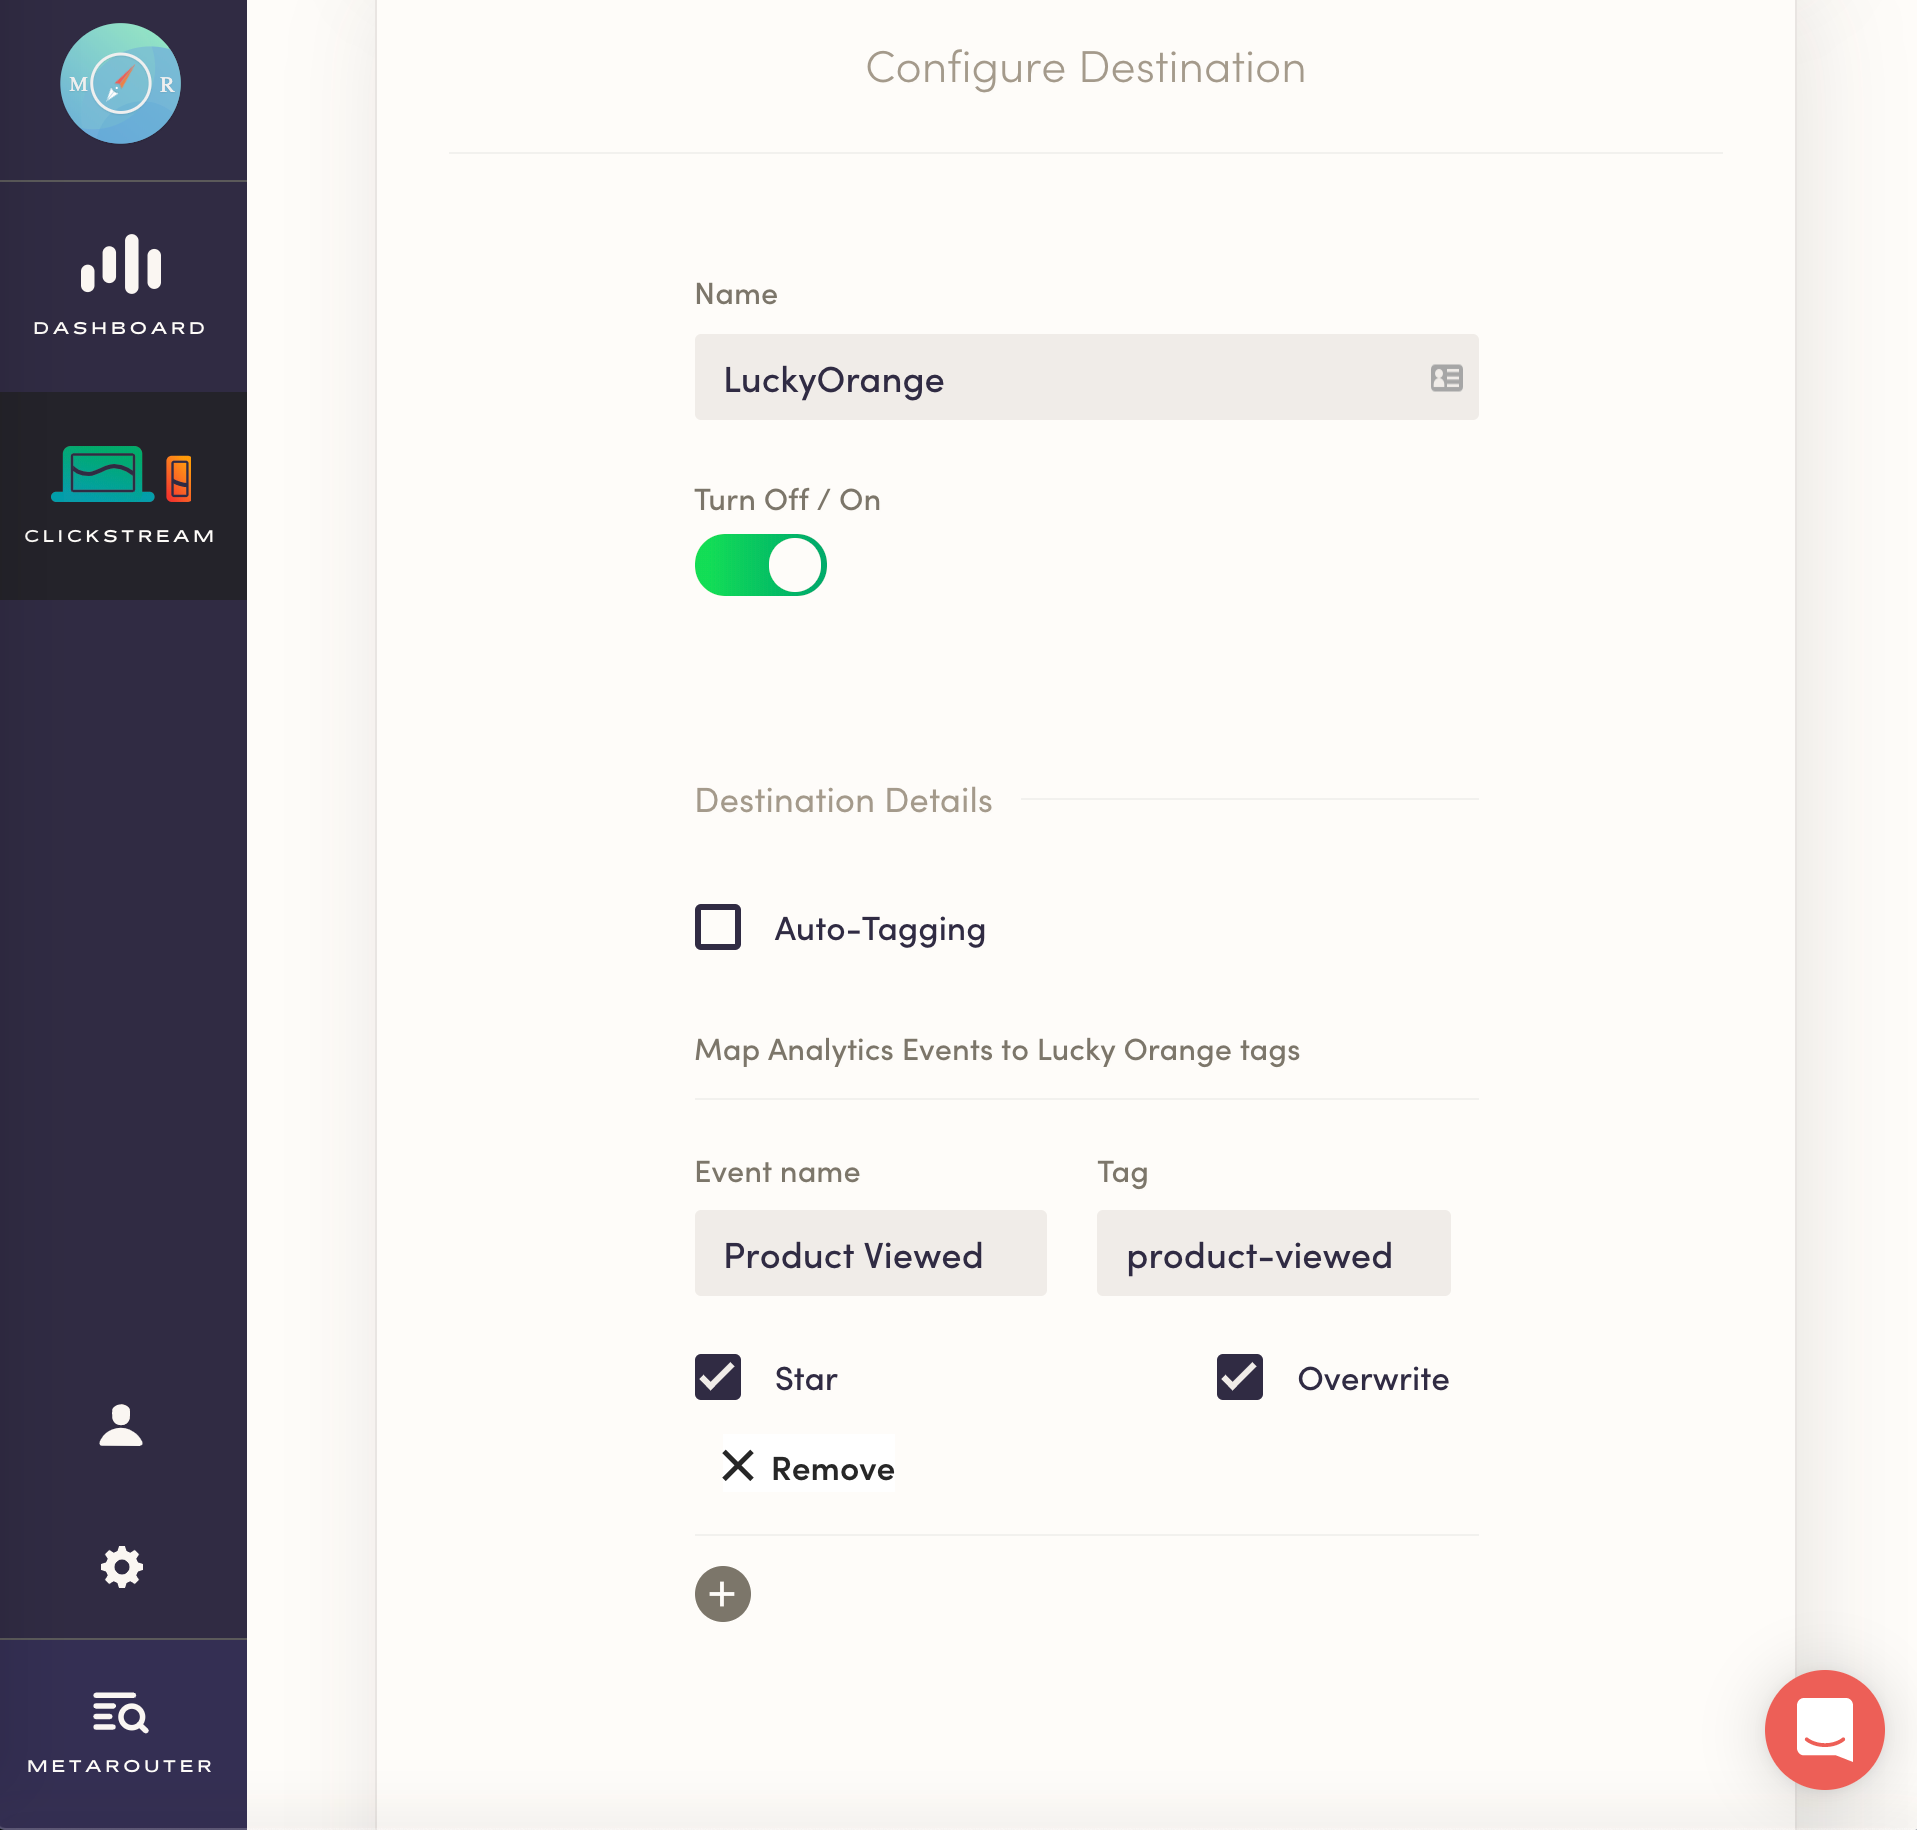 M R
DASHBOARD
CLICKSTREAM
METAROUTER
Configure Destination
Name
LuckyOrange
Turn Off / On
Destination Details
Auto-Tagging
Map Analytics Events to Lucky Orange tags
Event name Tag
Product Viewed product-viewed
Star Overwrite
Remove